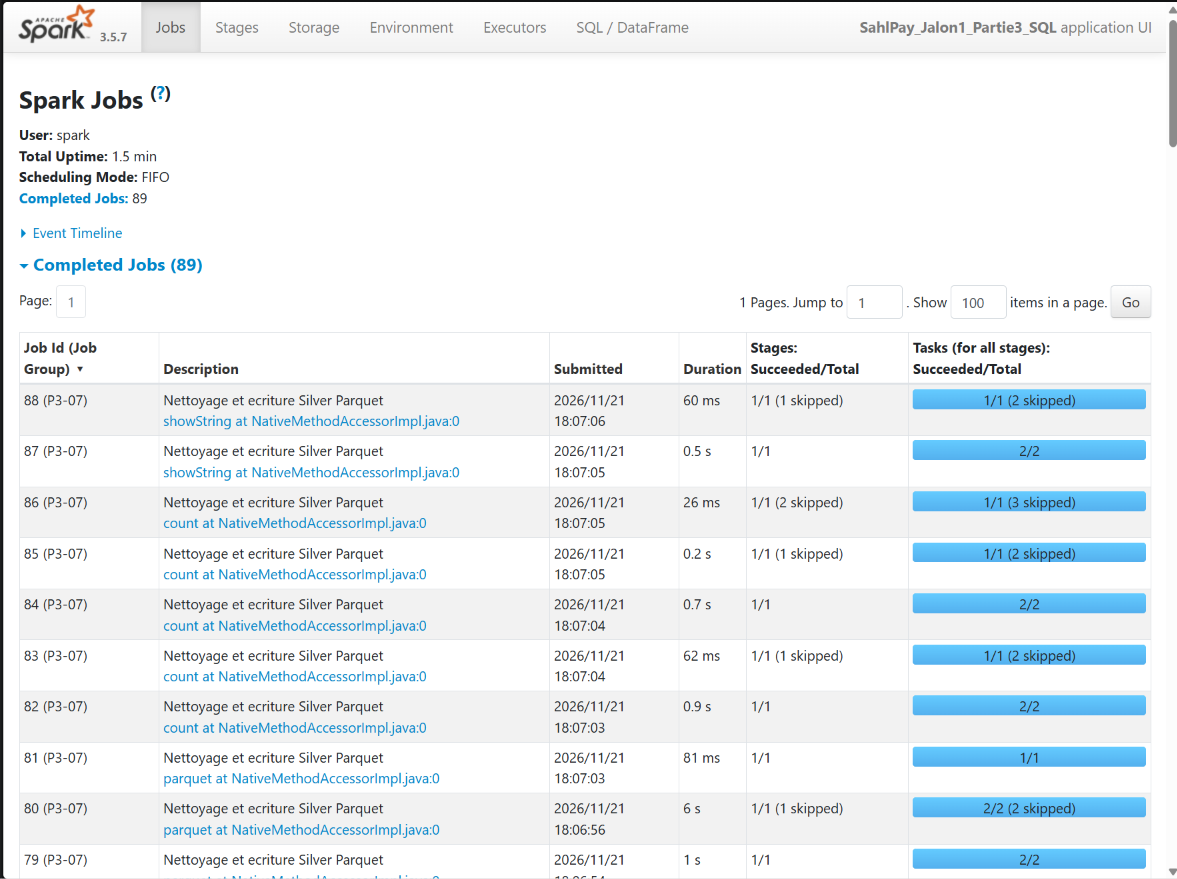 APACHE
Spark 3.5.7 Jobs Stages Storage Environment Executors SQL / DataFrame SahlPay_Jalon1_Partie3_SQL application UI
Spark Jobs (?)
User: spark
Total Uptime: 1.5 min
Scheduling Mode: FIFO
Completed Jobs: 89
Event Timeline
Completed Jobs (89)
Page: 1 1 Pages. Jump to 1 . Show 100 items in a page. Go
Job Id (Job Group) ▾ Description Submitted Duration Stages: Succeeded/Total Tasks (for all stages): Succeeded/Total
88 (P3-07) Nettoyage et ecriture Silver Parquet 2026/11/21 60 ms 1/1 (1 skipped) 1/1 (2 skipped)
showString at NativeMethodAccessorImpl.java:0 18:07:06
87 (P3-07) Nettoyage et ecriture Silver Parquet 2026/11/21 0.5 s 1/1 2/2
showString at NativeMethodAccessorImpl.java:0 18:07:05
86 (P3-07) Nettoyage et ecriture Silver Parquet 2026/11/21 26 ms 1/1 (2 skipped) 1/1 (3 skipped)
count at NativeMethodAccessorImpl.java:0 18:07:05
85 (P3-07) Nettoyage et ecriture Silver Parquet 2026/11/21 0.2 s 1/1 (1 skipped) 1/1 (2 skipped)
count at NativeMethodAccessorImpl.java:0 18:07:05
84 (P3-07) Nettoyage et ecriture Silver Parquet 2026/11/21 0.7 s 1/1 2/2
count at NativeMethodAccessorImpl.java:0 18:07:04
83 (P3-07) Nettoyage et ecriture Silver Parquet 2026/11/21 62 ms 1/1 (1 skipped) 1/1 (2 skipped)
count at NativeMethodAccessorImpl.java:0 18:07:04
82 (P3-07) Nettoyage et ecriture Silver Parquet 2026/11/21 0.9 s 1/1 2/2
count at NativeMethodAccessorImpl.java:0 18:07:03
81 (P3-07) Nettoyage et ecriture Silver Parquet 2026/11/21 81 ms 1/1 1/1
parquet at NativeMethodAccessorImpl.java:0 18:07:03
80 (P3-07) Nettoyage et ecriture Silver Parquet 2026/11/21 6 s 1/1 (1 skipped) 2/2 (2 skipped)
parquet at NativeMethodAccessorImpl.java:0 18:06:56
79 (P3-07) Nettoyage et ecriture Silver Parquet 2026/11/21 1 s 1/1 2/2